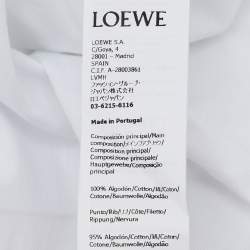 LOEWE
LOEWE S.A.
C/Goya, 4
28001 - Madrid
SPAIN
C.I.F. A-28003861
LVMH
ファッション・グループ・
ジャパン株式会社
ロエベジャパン
03-6215-6116
Made in Portugal
Composición principal/Main
composition/メインファブリック/
Composition principal/
Composizione principale/
Hauptgewebe/Composição
Principal
100% Algodón/Cotton/綿/Coton/
Cotone/Baumwolle/Algodão
Punto/Rib/リブ/Côte/Filetto/
Rippung/Nervura
95% Algodón/Cotton/綿/Coton/
Cotone/Baumwolle/Algodão